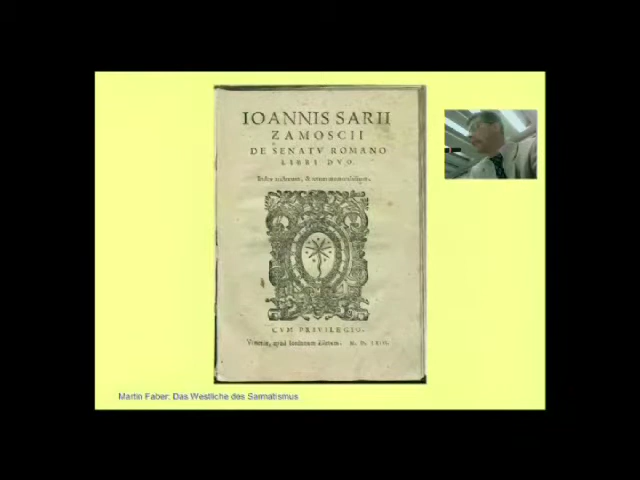 IOANNIS SARII
ZAMOSCII
DE SENATV ROMANO
LIBRI DVO.
CVM PRIVILEGIO.
Martin Faber: Das Westliche des Sarmatismus